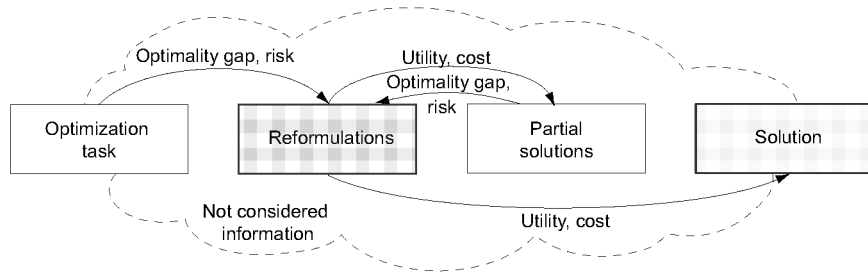 Optimality gap, risk
Utility, cost
Optimality gap,
risk
Optimization
task
Reformulations
Partial
solutions
Solution
Not considered
information
Utility, cost